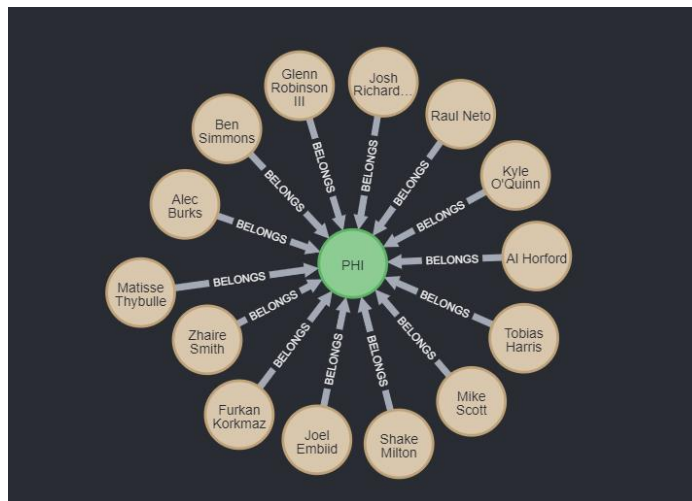 Glenn
Robinson
III
Josh
Richard...
Raul Neto
Kyle
O'Quinn
Al Horford
Tobias
Harris
Mike
Scott
Shake
Milton
Joel
Embiid
Furkan
Korkmaz
Zhaire
Smith
Matisse
Thybulle
Alec
Burks
Ben
Simmons
PHI
BELONGS
BELONGS
BELONGS
BELONGS
BELONGS
BELONGS
BELONGS
BELONGS
BELONGS
BELONGS
BELONGS
BELONGS
BELONGS
BELONGS